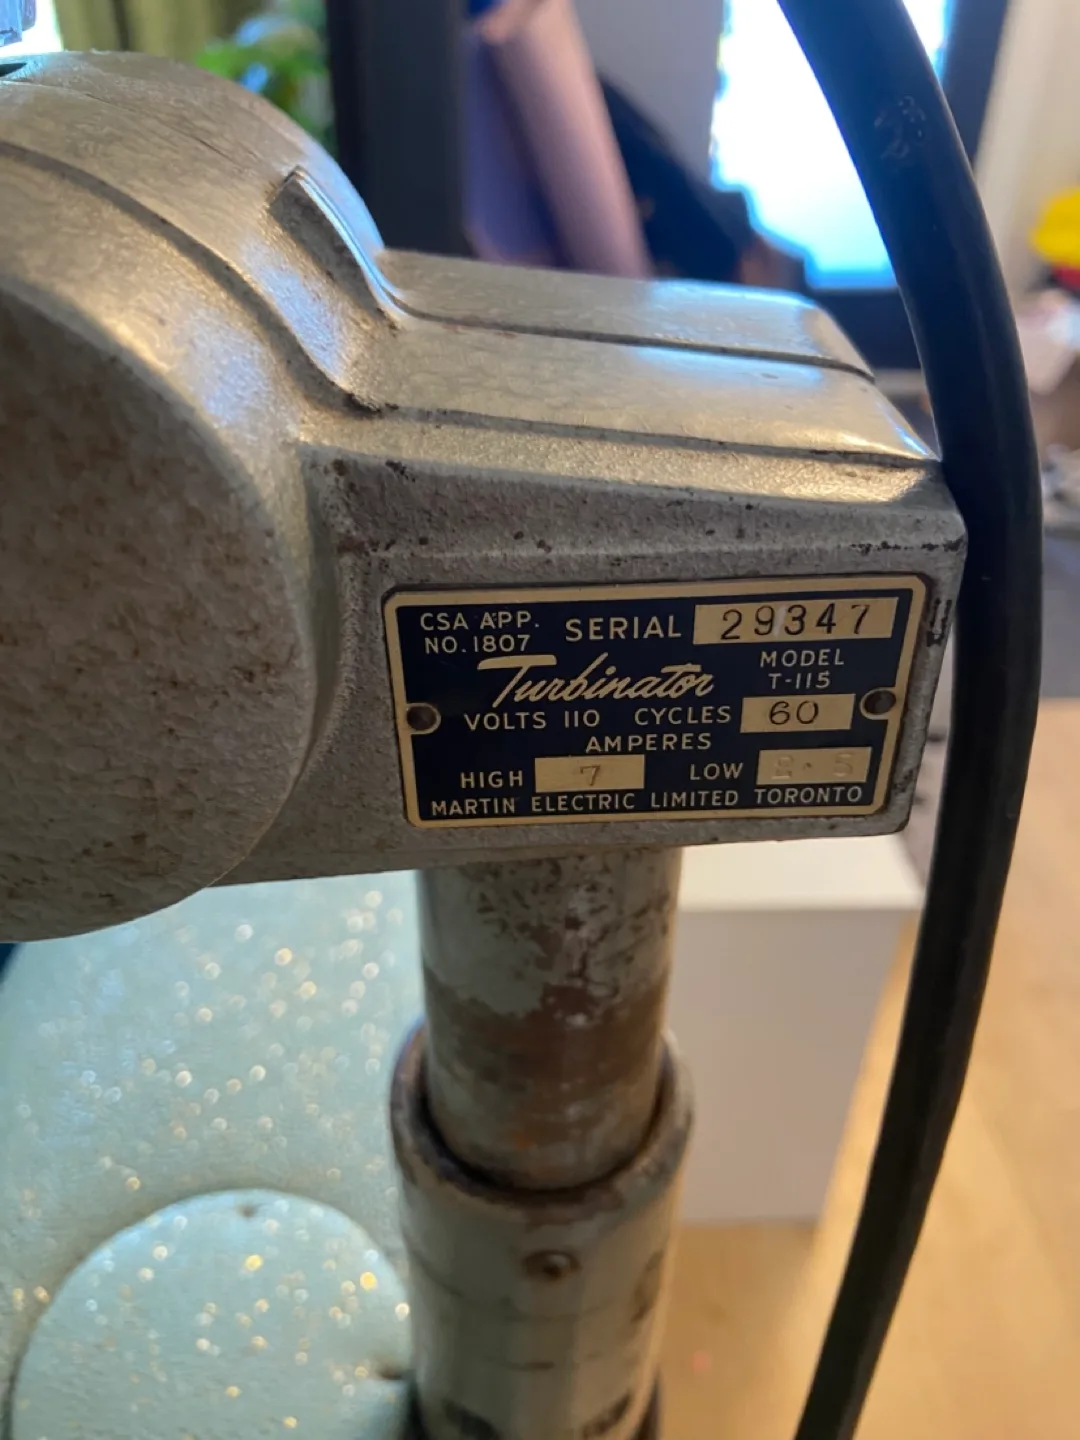 CSA APP. NO. 1807
SERIAL 29347
Turbinator
MODEL T-115
VOLTS 110 CYCLES 60
AMPERES
HIGH 7 LOW 2.5
MARTIN ELECTRIC LIMITED TORONTO